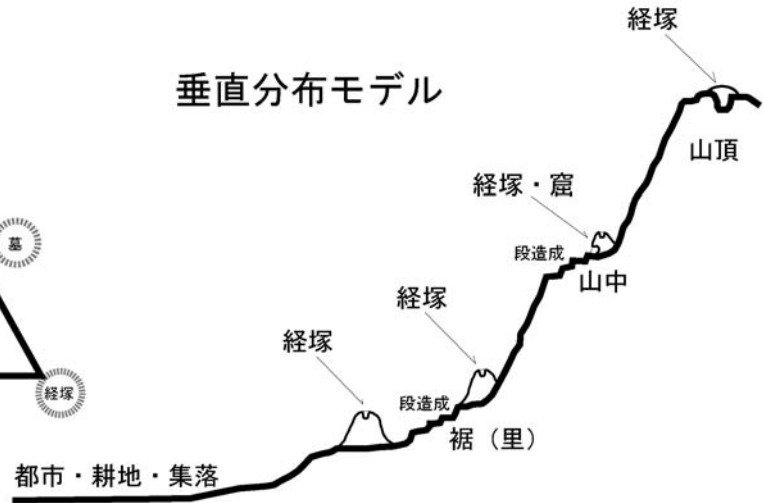 経塚
垂直分布モデル
山頂
経塚・窟
墓
段造成
山中
経塚
経塚
経塚
段造成
裾（里）
都市・耕地・集落